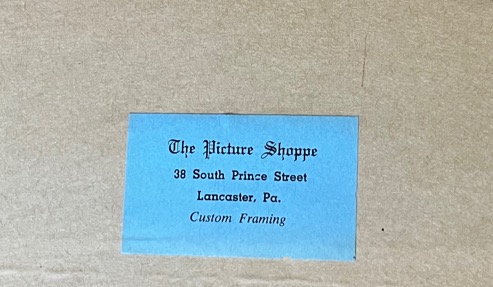 The Picture Shoppe
38 South Prince Street
Lancaster, Pa.
Custom Framing